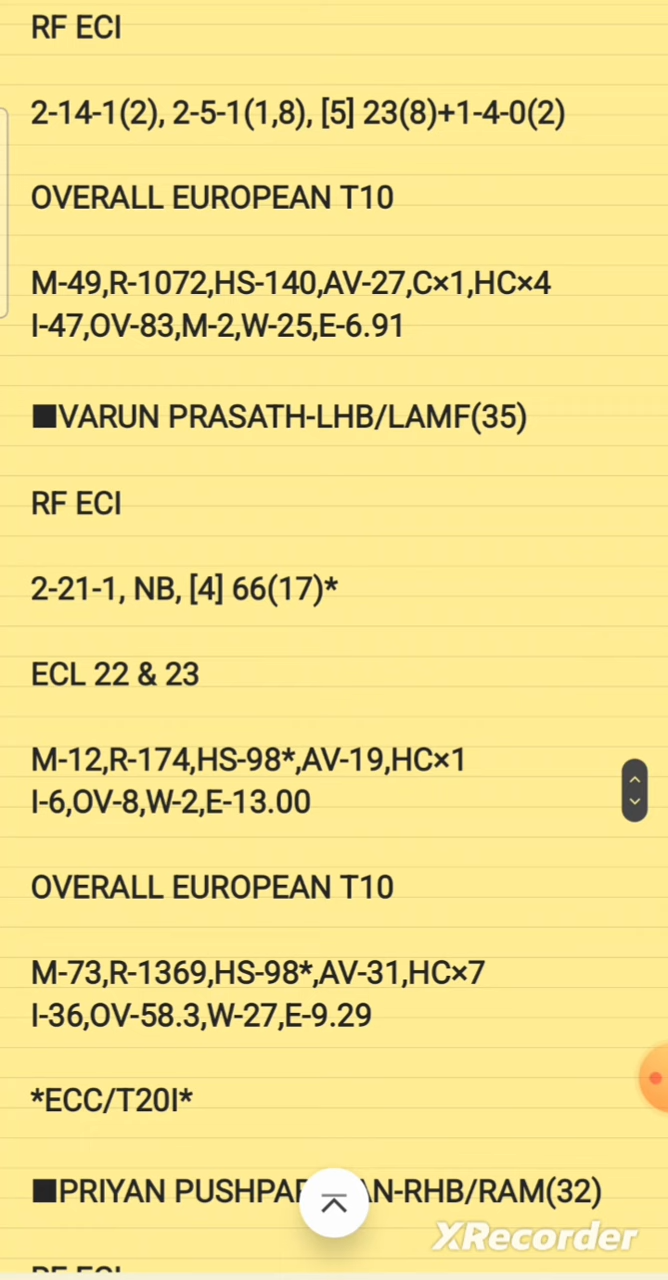 RF ECI
2-14-1(2), 2-5-1(1,8), [5] 23(8)+1-4-0(2)
OVERALL EUROPEAN T10
M-49,R-1072,HS-140,AV-27,C×1,HC×4
I-47,OV-83,M-2,W-25,E-6.91
■VARUN PRASATH-LHB/LAMF(35)
RF ECI
2-21-1, NB, [4] 66(17)*
ECL 22 & 23
M-12,R-174,HS-98*,AV-19,HC×1
I-6,OV-8,W-2,E-13.00
OVERALL EUROPEAN T10
M-73,R-1369,HS-98*,AV-31,HC×7
I-36,OV-58.3,W-27,E-9.29
*ECC/T20I*
■PRIYAN N-RHB/RAM(32)
XRecorder